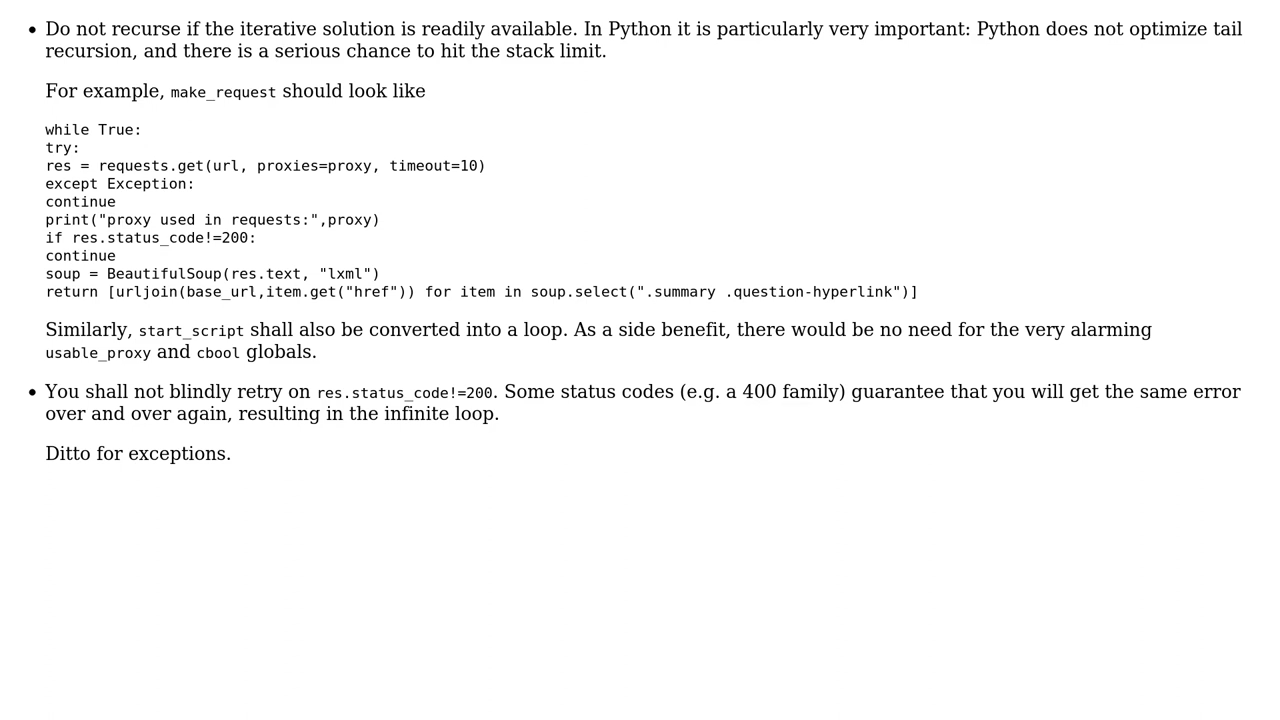 • Do not recurse if the iterative solution is readily available. In Python it is particularly very important: Python does not optimize tail
recursion, and there is a serious chance to hit the stack limit.
For example, make_request should look like
while True:
try:
res = requests.get(url, proxies=proxy, timeout=10)
except Exception:
continue
print("proxy used in requests:",proxy)
if res.status_code!=200:
continue
soup = BeautifulSoup(res.text, "lxml")
return [urljoin(base_url,item.get("href")) for item in soup.select(".summary .question-hyperlink")]
Similarly, start_script shall also be converted into a loop. As a side benefit, there would be no need for the very alarming
usable_proxy and cbool globals.
• You shall not blindly retry on res.status_code!=200. Some status codes (e.g. a 400 family) guarantee that you will get the same error
over and over again, resulting in the infinite loop.
Ditto for exceptions.